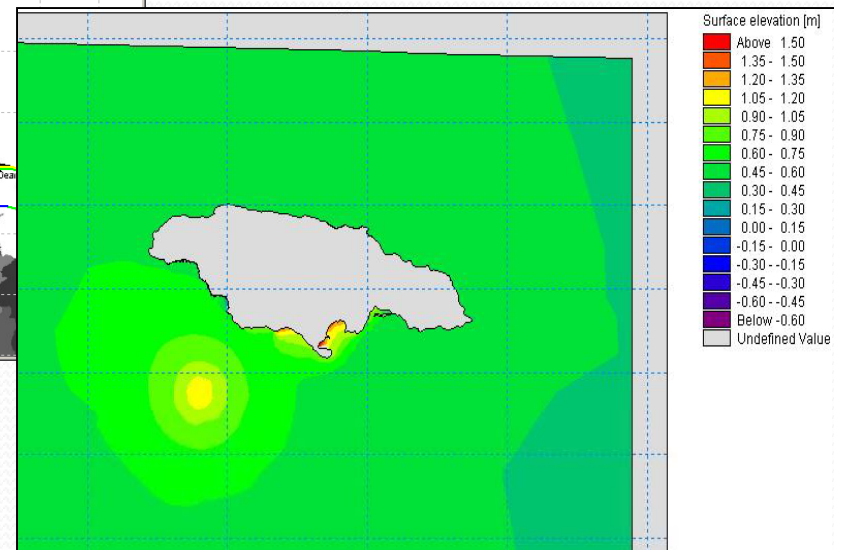 Surface elevation [m]
Above 1.50
1.35 - 1.50
1.20 - 1.35
1.05 - 1.20
0.90 - 1.05
0.75 - 0.90
0.60 - 0.75
0.45 - 0.60
0.30 - 0.45
0.15 - 0.30
0.00 - 0.15
-0.15 - 0.00
-0.30 - -0.15
-0.45 - -0.30
-0.60 - -0.45
Below -0.60
Undefined Value